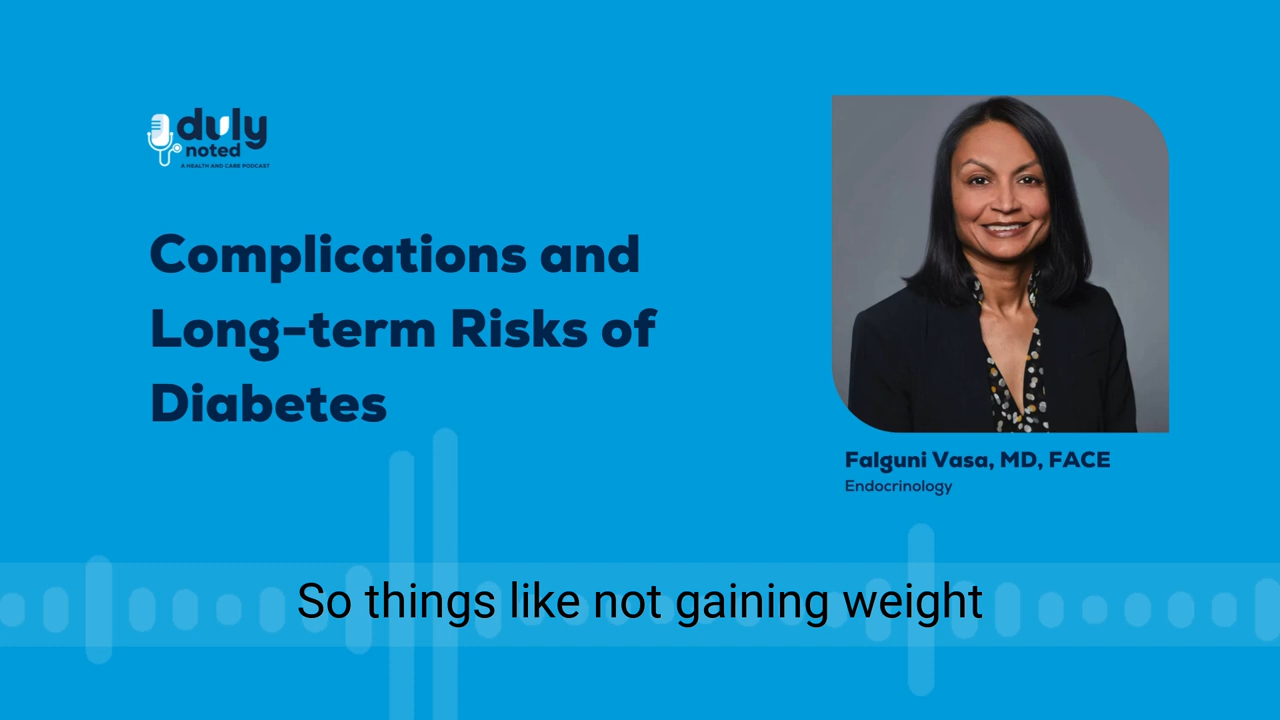 duly
noted
A HEALTH AND CARE PODCAST
Complications and
Long-term Risks of
Diabetes
Falguni Vasa, MD, FACE
Endocrinology
So things like not gaining weight